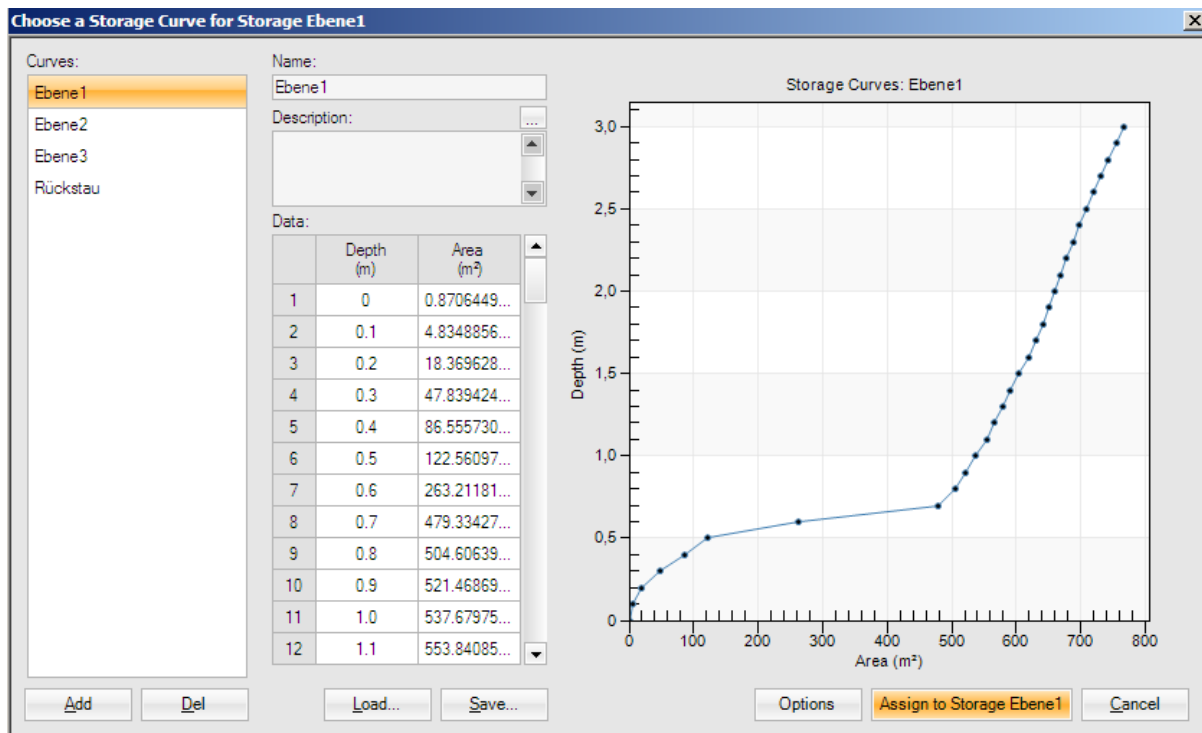 Choose a Storage Curve for Storage Ebene1
Curves:
Ebene1
Ebene2
Ebene3
Rückstau
Name:
Ebene1
Description:
...
Data:
Depth (m) Area (m²)
1 0 0.8706449...
2 0.1 4.8348856...
3 0.2 18.369628...
4 0.3 47.839424...
5 0.4 86.555730...
6 0.5 122.56097...
7 0.6 263.21181...
8 0.7 479.33427...
9 0.8 504.60639...
10 0.9 521.46869...
11 1.0 537.67975...
12 1.1 553.84085...
Storage Curves: Ebene1
Depth (m)
3,0
2,5
2,0
1,5
1,0
0,5
0
0 100 200 300 400 500 600 700 800
Area (m²)
Add Del Load... Save... Options Assign to Storage Ebene1 Cancel